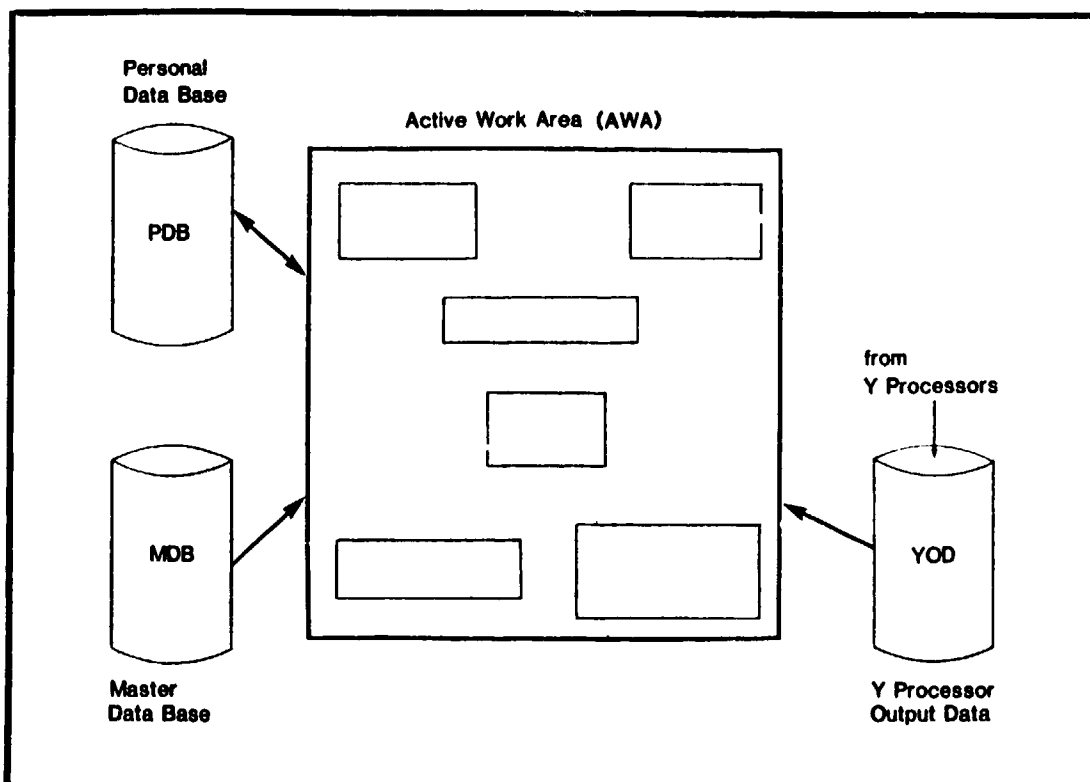 Personal
Data Base
Active Work Area (AWA)
PDB
from
Y Processors
MDB
YOD
Master
Data Base
Y Processor
Output Data